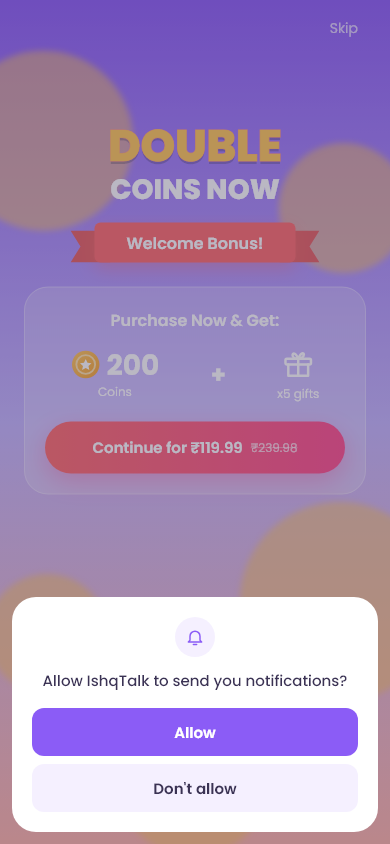 Skip
DOUBLE
COINS NOW
Welcome Bonus!
Purchase Now & Get:
200
Coins
+
x5 gifts
Continue for ₹119.99 ₹239.98
Allow IshqTalk to send you notifications?
Allow
Don't allow